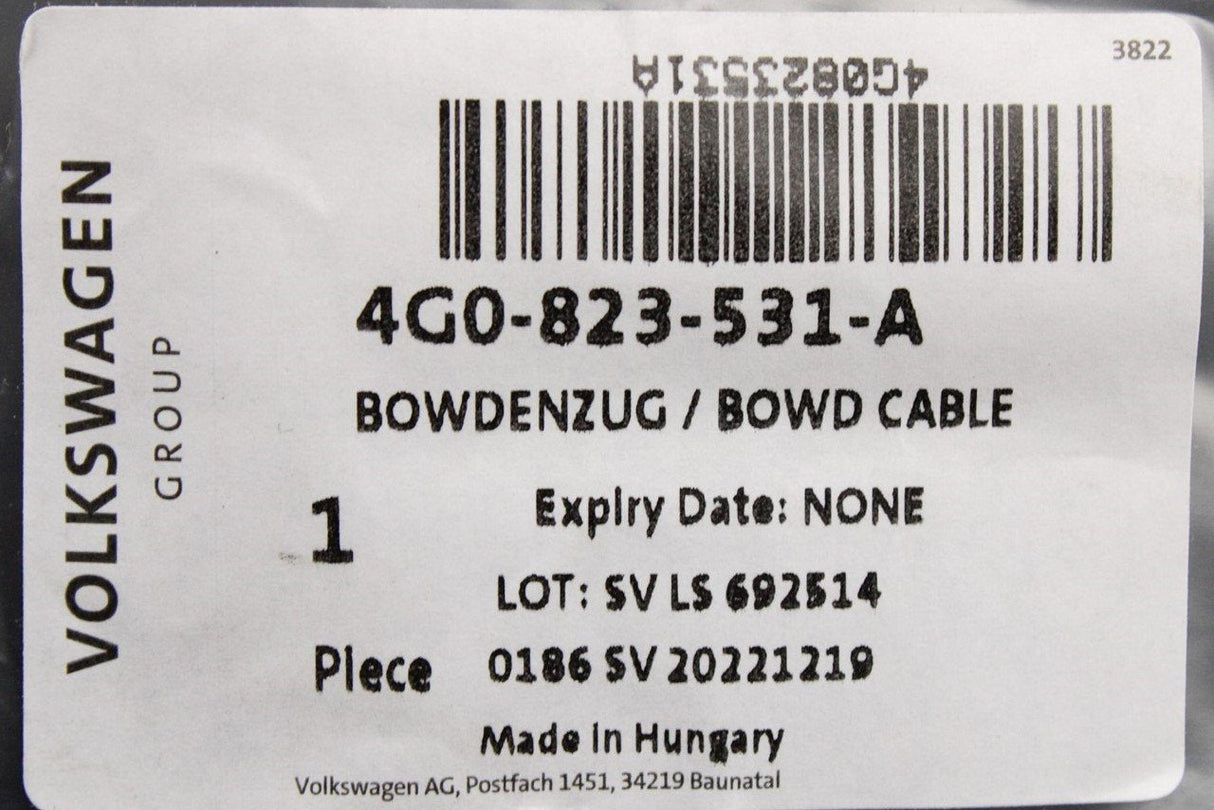 3822
4G0823531A
4G0-823-531-A
BOWDENZUG / BOWD CABLE
VOLKSWAGEN
GROUP
1
Expiry Date: NONE
LOT: SV LS 692514
Piece
0186 SV 20221219
Made in Hungary
Volkswagen AG, Postfach 1451, 34219 Baunatal